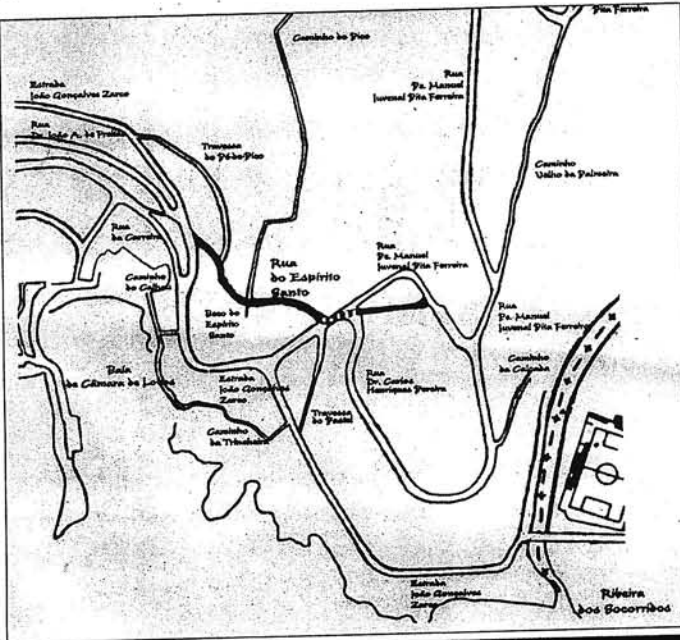 Pita Ferreira
Caminho do Pico
Estrada
João Gonçalves Zarco
Rua
Pe. Manuel
Juvenal Pita Ferreira
Rua
Dr. João A. de Freitas
Travessa
do Pé-do-Pico
Caminho
Velho da Palmeira
Rua
da Carreira
Rua
do Espírito
Santo
Rua
Pe. Manuel
Juvenal Pita Ferreira
Caminho
do Calhau
Beco do
Espírito
Santo
Rua
Pe. Manuel
Juvenal Pita Ferreira
Baía
de Câmara de Lobos
Caminho
da Calçada
Estrada
João Gonçalves
Zarco
Rua
Dr. Carlos
Henriques Pereira
Travessa
do Pastel
Caminho
da Trincheira
Estrada
João Gonçalves
Zarco
Ribeira
dos Socorridos